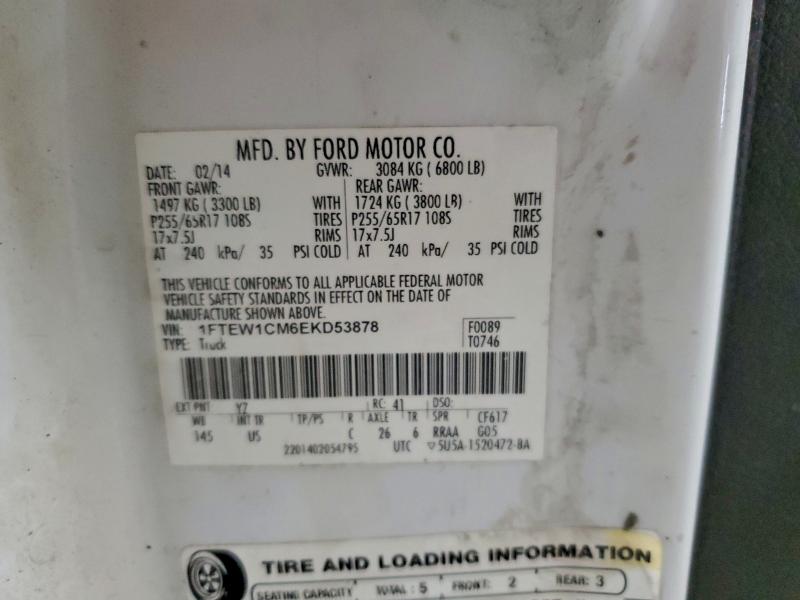 MFD. BY FORD MOTOR CO.
DATE: 02/14 GVWR: 3084 KG ( 6800 LB)
FRONT GAWR: REAR GAWR:
1497 KG ( 3300 LB) WITH 1724 KG ( 3800 LB) WITH
P255/65R17 108S TIRES P255/65R17 108S TIRES
17x7.5J RIMS 17x7.5J RIMS
AT 240 kPa/ 35 PSI COLD AT 240 kPa/ 35 PSI COLD
THIS VEHICLE CONFORMS TO ALL APPLICABLE FEDERAL MOTOR
VEHICLE SAFETY STANDARDS IN EFFECT ON THE DATE OF
MANUFACTURE SHOWN ABOVE.
VIN: 1FTEW1CM6EKD53878 F0089
TYPE: Truck T0746
EXT PNT Y7 RC: 41 DSO:
WB INT TR TP/PS R AXLE TR SPR CF617
145 US C 26 6 RRAA G05
2201402054795 UTC ▽5U5A-1520472-BA
TIRE AND LOADING INFORMATION
SEATING CAPACITY TOTAL: 5 FRONT: 2 REAR: 3